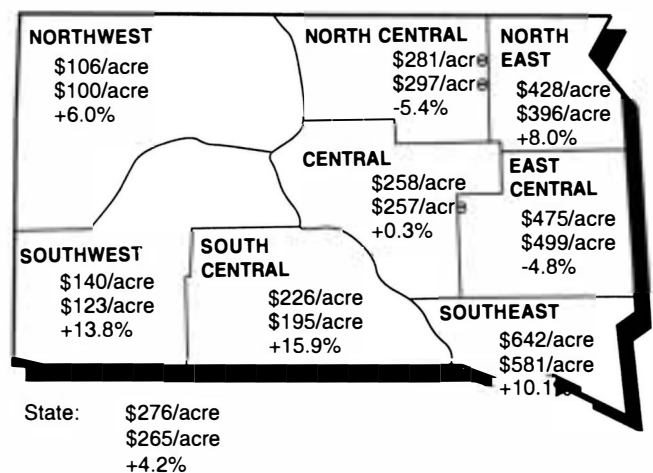 NORTHWEST
$106/acre
$100/acre
+6.0%
NORTH CENTRAL
$281/acre
$297/acre
-5.4%
NORTH
EAST
$428/acre
$396/acre
+8.0%
CENTRAL
$258/acre
$257/acre
+0.3%
EAST
CENTRAL
$475/acre
$499/acre
-4.8%
SOUTHWEST
$140/acre
$123/acre
+13.8%
SOUTH
CENTRAL
$226/acre
$195/acre
+15.9%
SOUTHEAST
$642/acre
$581/acre
+10.1%
State:
$276/acre
$265/acre
+4.2%